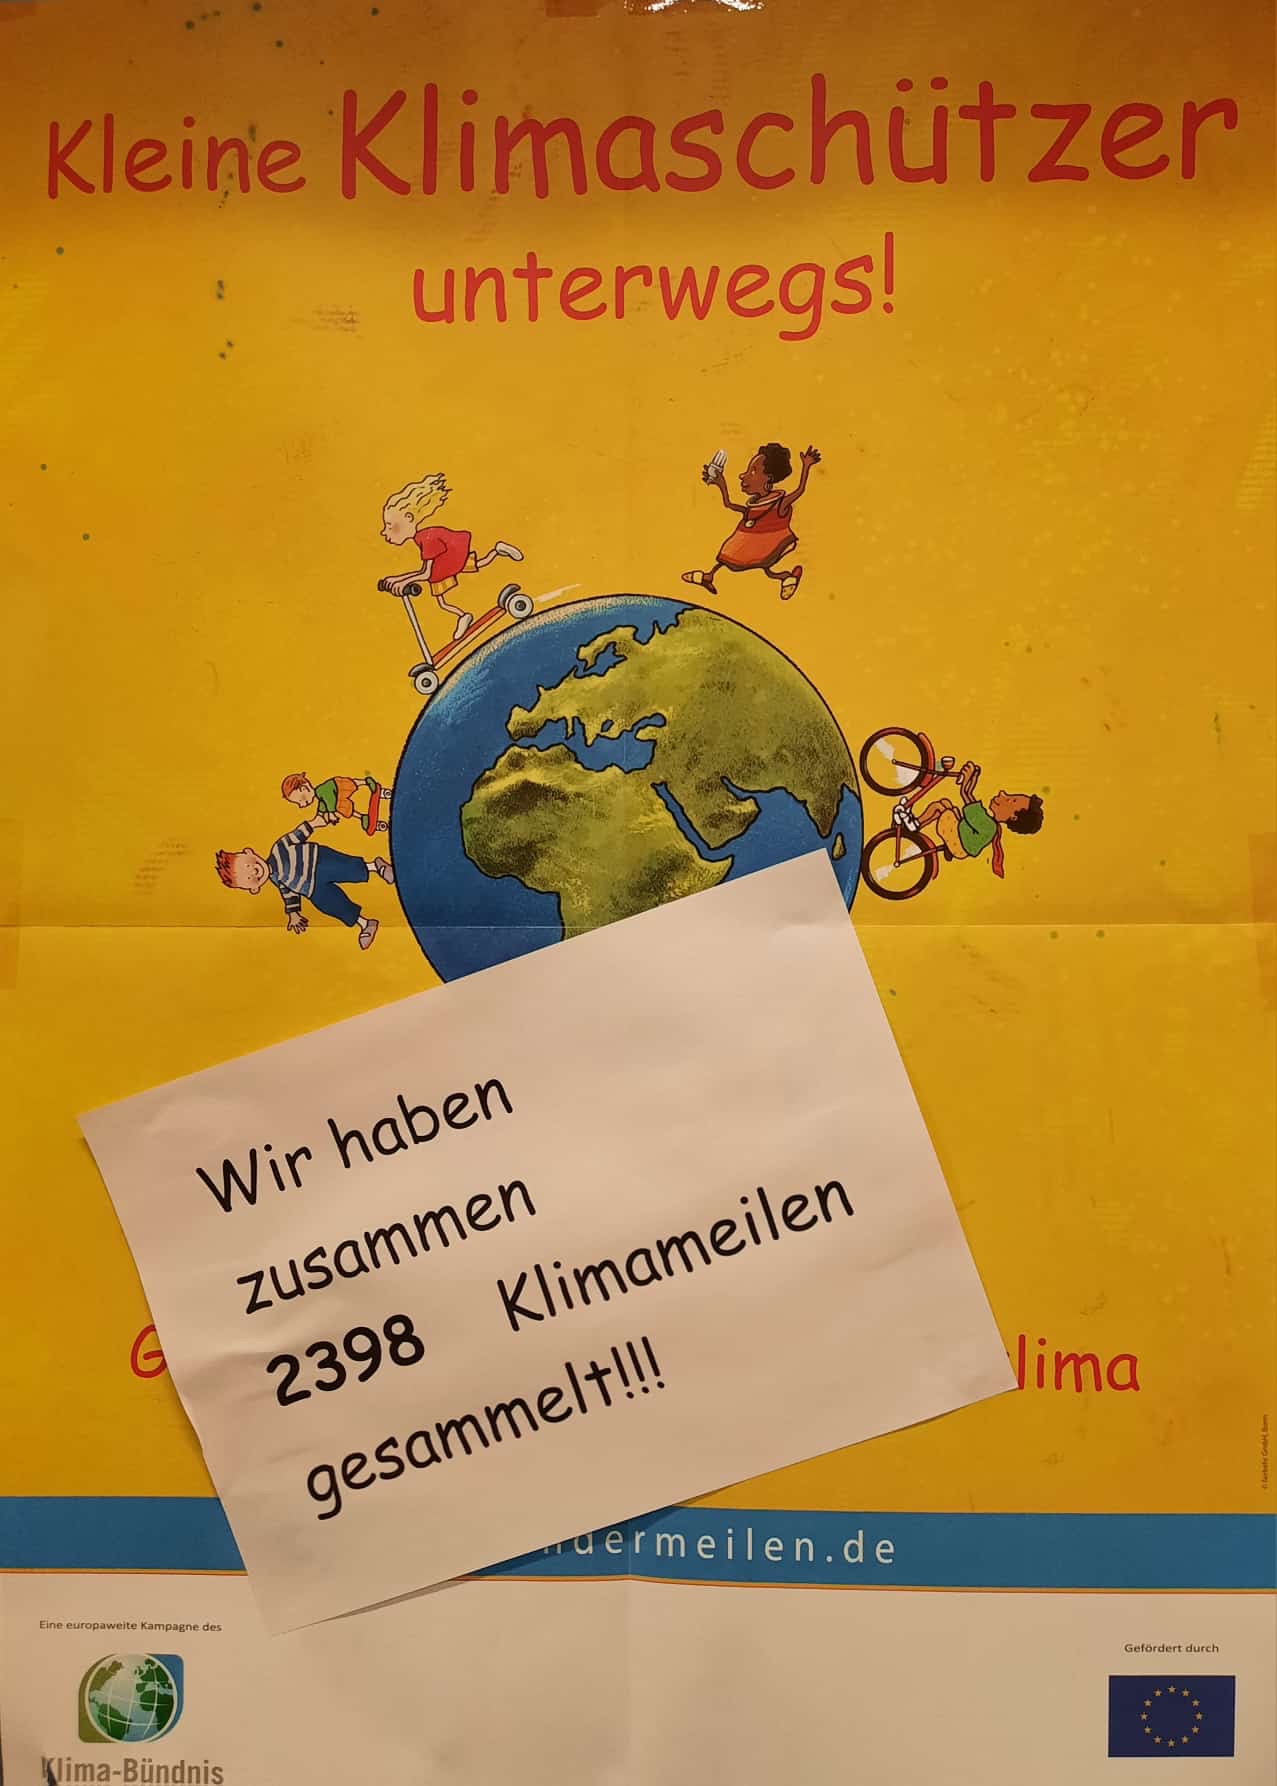 Kleine Klimaschützer
unterwegs!
Wir haben
zusammen
2398 Klimameilen
gesammelt!!!
lima
dermeilen.de
Eine europaweite Kampagne des
Klima-Bündnis
Gefördert durch